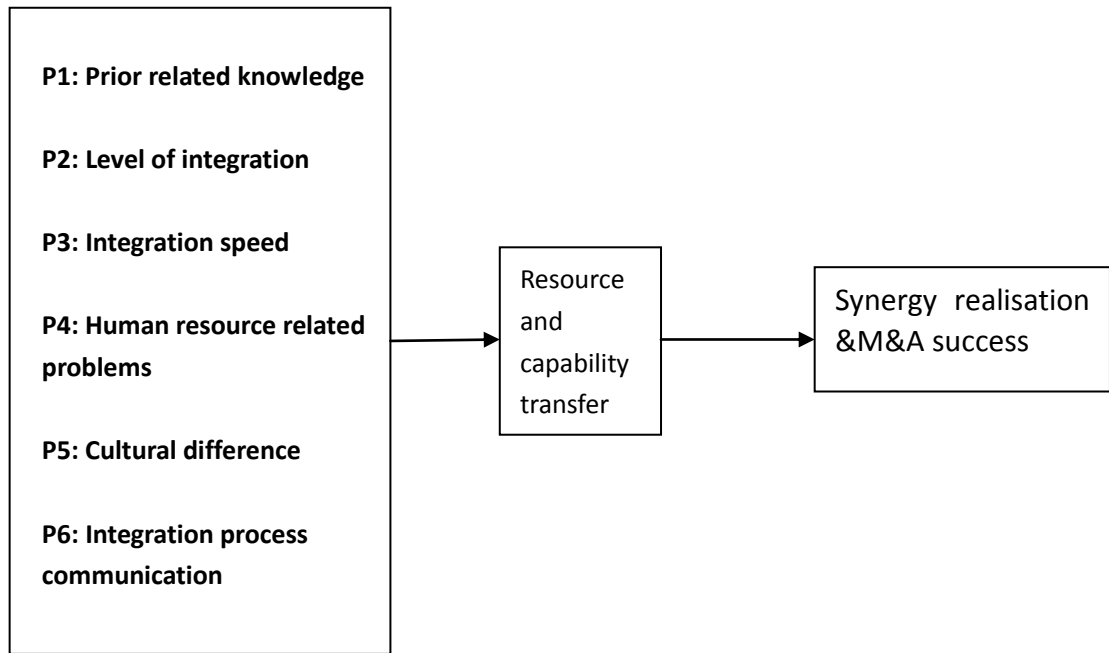 P1: Prior related knowledge
P2: Level of integration
P3: Integration speed
P4: Human resource related
problems
P5: Cultural difference
P6: Integration process
communication
Resource
and
capability
transfer
Synergy realisation
&M&A success